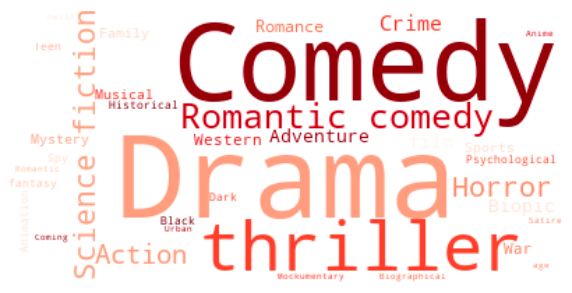 Comedy
Drama
thriller
Romantic comedy
Science fiction
Horror
Action
Crime
Adventure
Romance
Biopic
film
Western
Musical
Historical
Mystery
Family
Teen
Anime
Sports
Psychological
Satire
War
age
Biographical
Mockumentary
Dark
Black
Urban
Spy
Romantic
fantasy
Animation
Coming